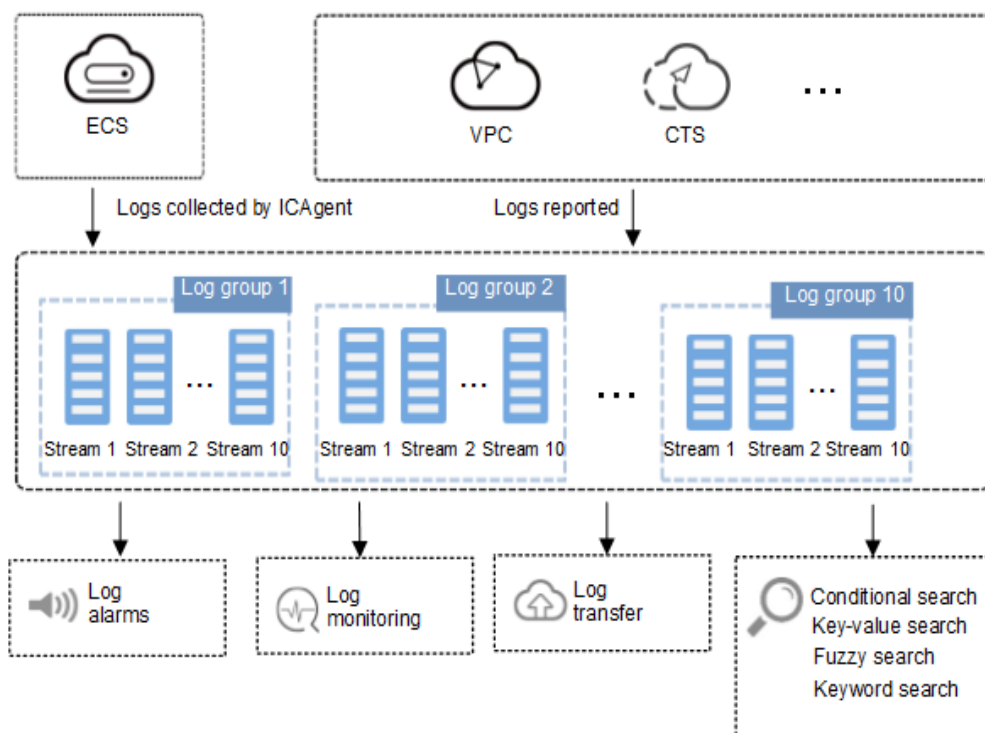 ECS
VPC
CTS
...
Logs collected by ICAgent
Logs reported
Log group 1
Log group 2
Log group 10
...
...
...
...
Stream 1
Stream 2
Stream 10
Stream 1
Stream 2
Stream 10
Stream 1
Stream 2
Stream 10
Log
alarms
Log
monitoring
Log
transfer
Conditional search
Key-value search
Fuzzy search
Keyword search